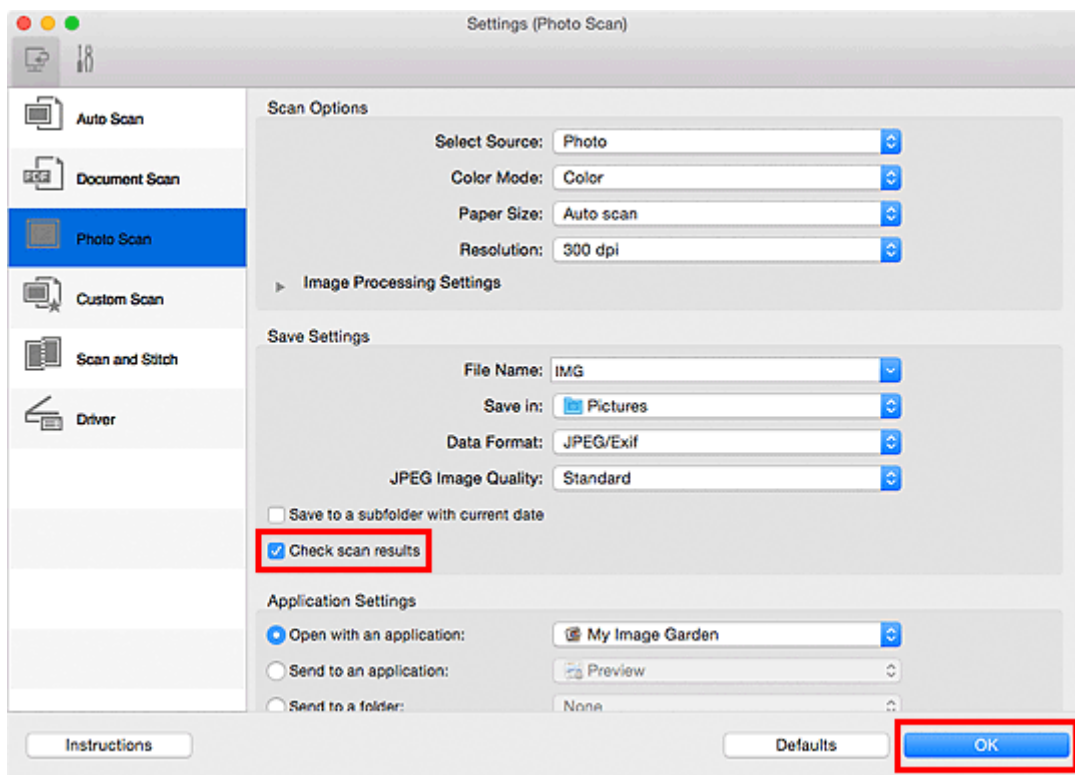 Settings (Photo Scan)
Auto Scan
Document Scan
Photo Scan
Custom Scan
Scan and Stitch
Driver
Scan Options
Select Source: Photo
Color Mode: Color
Paper Size: Auto scan
Resolution: 300 dpi
Image Processing Settings
Save Settings
File Name: IMG
Save in: Pictures
Data Format: JPEG/Exif
JPEG Image Quality: Standard
Save to a subfolder with current date
Check scan results
Application Settings
Open with an application: My Image Garden
Send to an application: Preview
Send to a folder: None
Instructions
Defaults
OK